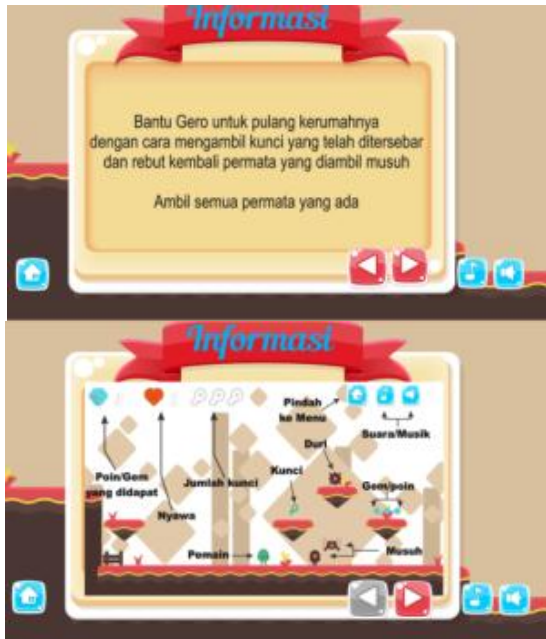 Informasi
Bantu Gero untuk pulang kerumahnya
dengan cara mengambil kunci yang telah ditersebar
dan rebut kembali permata yang diambil musuh
Ambil semua permata yang ada
Informasi
Pindah
ke Menu
Suara/Musik
Duri
Kunci
Gem/poin
Poin/Gem
yang didapat
Jumlah kunci
Nyawa
Pemain
Musuh